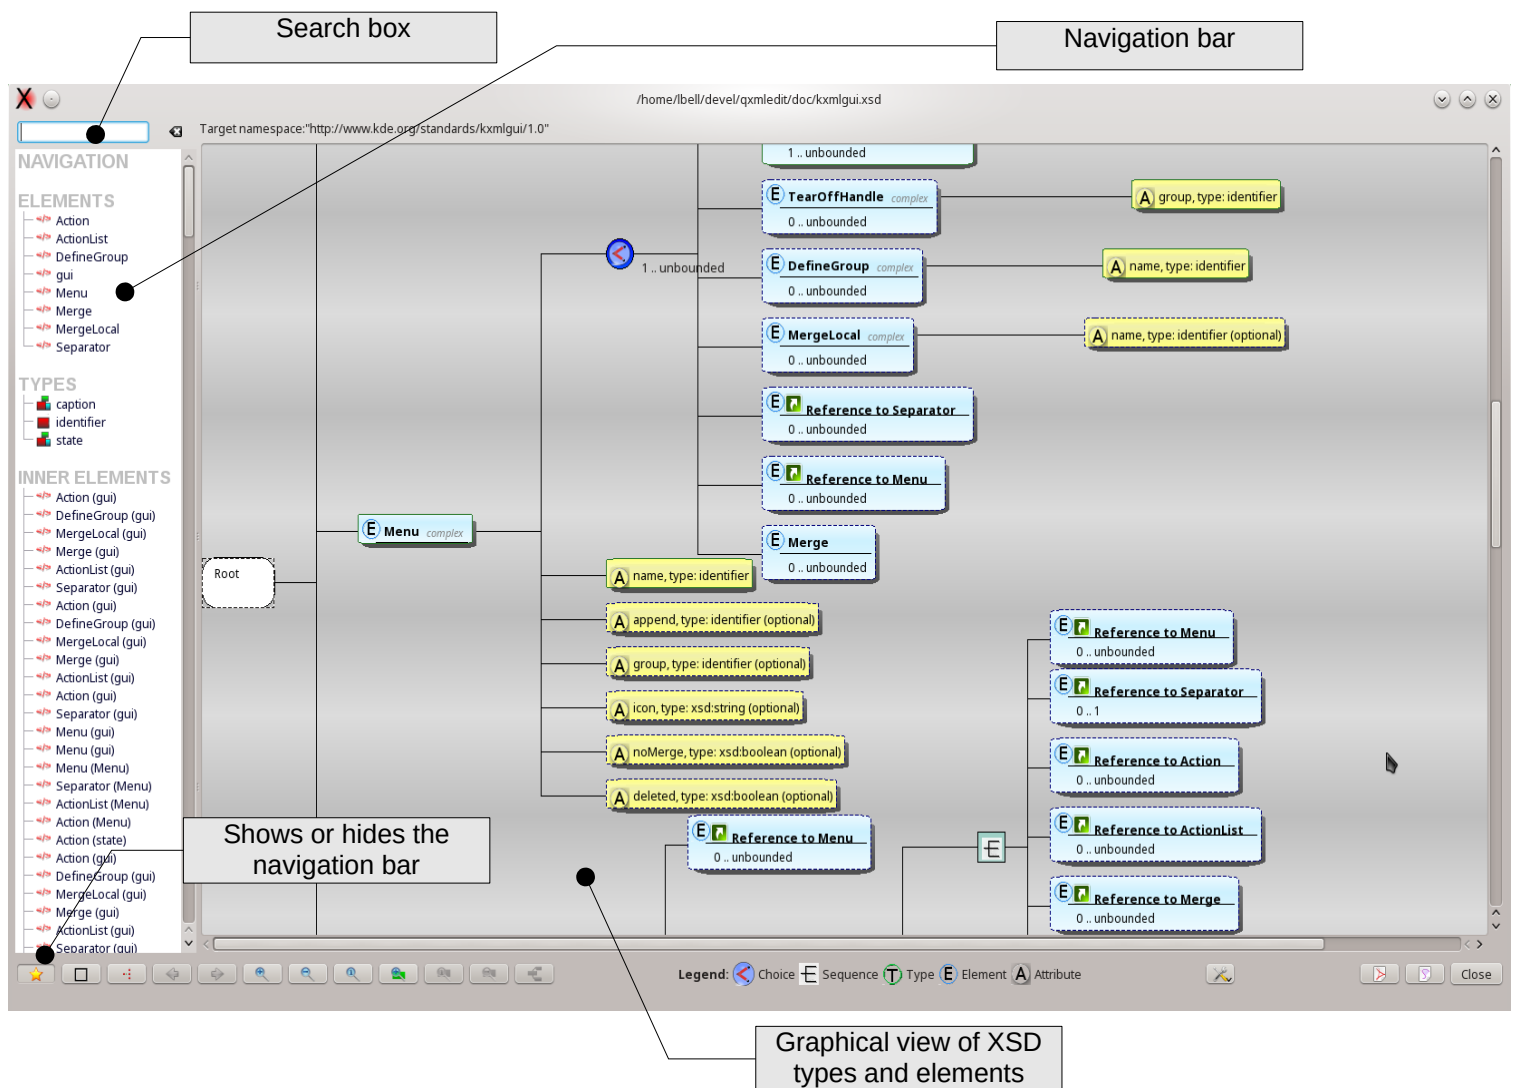 Search box
Navigation bar
/home/lbell/devel/qxmledit/doc/kxmlgui.xsd
Target namespace:"http://www.kde.org/standards/kxmlgui/1.0"
NAVIGATION
ELEMENTS
Action
ActionList
DefineGroup
gui
Menu
Merge
MergeLocal
Separator
TYPES
caption
identifier
state
INNER ELEMENTS
Action (gui)
DefineGroup (gui)
MergeLocal (gui)
Merge (gui)
ActionList (gui)
Separator (gui)
Action (gui)
DefineGroup (gui)
MergeLocal (gui)
Merge (gui)
ActionList (gui)
Action (gui)
Separator (gui)
Menu (gui)
Menu (gui)
Menu (Menu)
Separator (Menu)
ActionList (Menu)
Action (Menu)
Action (state)
Action (gui)
DefineGroup (gui)
MergeLocal (gui)
Merge (gui)
ActionList (gui)
Separator (gui)
Root
E Menu complex
1 .. unbounded
1 .. unbounded
E TearOffHandle complex
0 .. unbounded
A group, type: identifier
E DefineGroup complex
0 .. unbounded
A name, type: identifier
E MergeLocal complex
0 .. unbounded
A name, type: identifier (optional)
E Reference to Separator
0 .. unbounded
E Reference to Menu
0 .. unbounded
E Merge
0 .. unbounded
A name, type: identifier
A append, type: identifier (optional)
A group, type: identifier (optional)
A icon, type: xsd:string (optional)
A noMerge, type: xsd:boolean (optional)
A deleted, type: xsd:boolean (optional)
E Reference to Menu
0 .. unbounded
E Reference to Menu
0 .. unbounded
E Reference to Separator
0 .. 1
E Reference to Action
0 .. unbounded
E Reference to ActionList
0 .. unbounded
E Reference to Merge
0 .. unbounded
Shows or hides the
navigation bar
Legend: Choice Sequence T Type E Element A Attribute
Close
Graphical view of XSD
types and elements